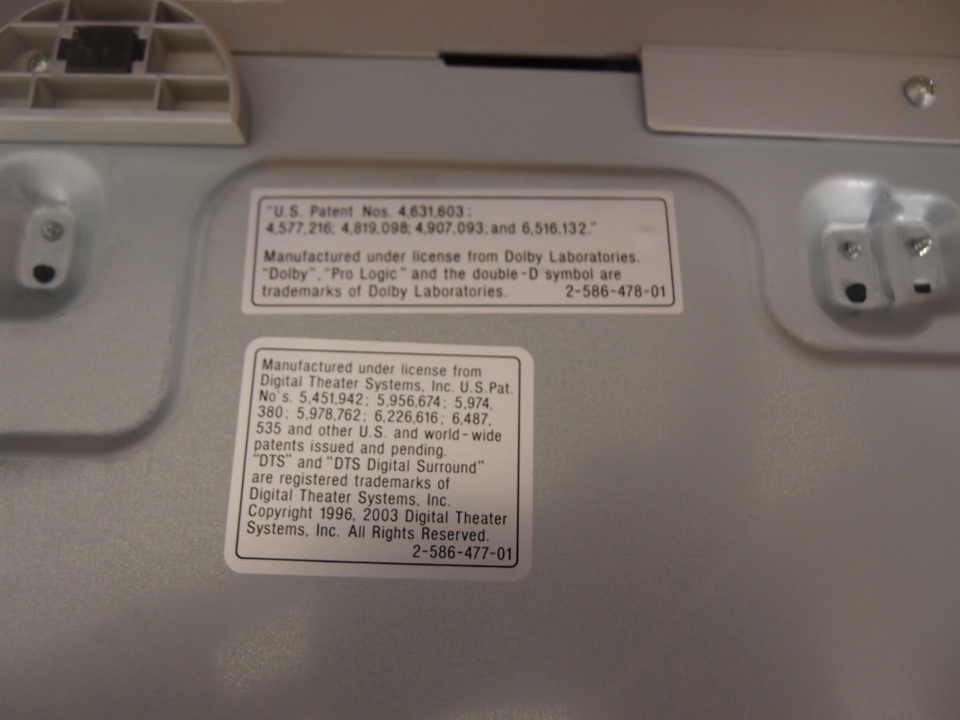 "U.S. Patent Nos. 4,631,603;
4,577,216; 4,819,098; 4,907,093; and 6,516,132."
Manufactured under license from Dolby Laboratories.
"Dolby", "Pro Logic" and the double-D symbol are
trademarks of Dolby Laboratories. 2-586-478-01
Manufactured under license from
Digital Theater Systems, Inc. U.S.Pat.
No's. 5,451,942; 5,956,674; 5,974,
380; 5,978,762; 6,226,616; 6,487,
535 and other U.S. and world-wide
patents issued and pending.
"DTS" and "DTS Digital Surround"
are registered trademarks of
Digital Theater Systems, Inc.
Copyright 1996, 2003 Digital Theater
Systems, Inc. All Rights Reserved.
2-586-477-01